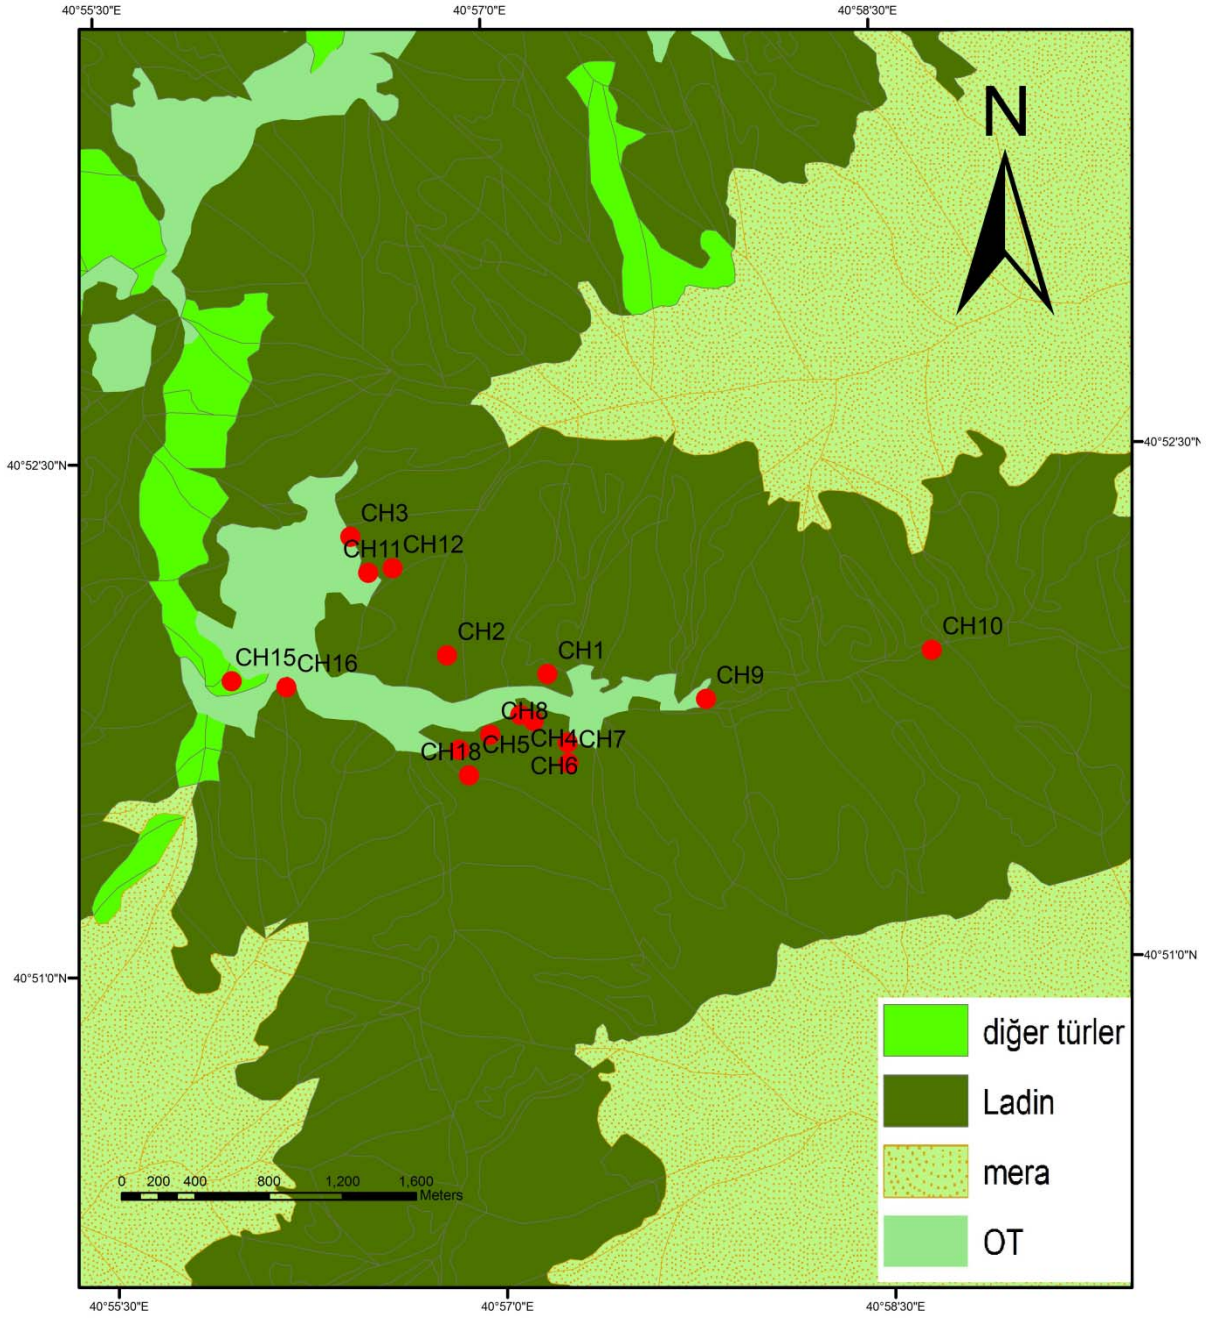 40°55'30"E 40°57'0"E 40°58'30"E
N
40°52'30"N 40°52'30"N
CH3
CH11 CH12
CH2
CH1
CH10
CH15 CH16
CH9
CH8
CH18 CH5 CH4 CH7
CH6
40°51'0"N 40°51'0"N
diğer türler
Ladin
mera
OT
0 200 400 800 1,200 1,600
Meters
40°55'30"E 40°57'0"E 40°58'30"E